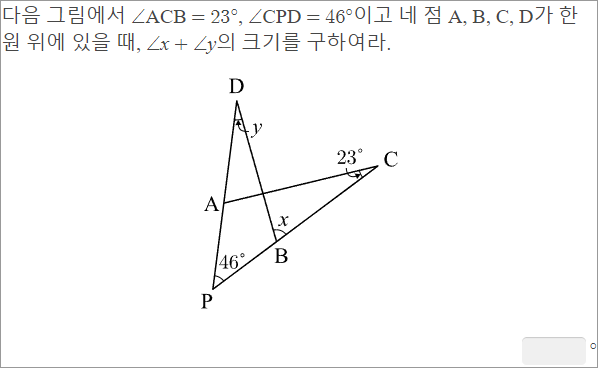 다음 그림에서 ∠ACB = 23°, ∠CPD = 46°이고 네 점 A, B, C, D가 한
원 위에 있을 때, ∠x + ∠y의 크기를 구하여라.
D
y
23°
C
A
x
B
46°
P
°